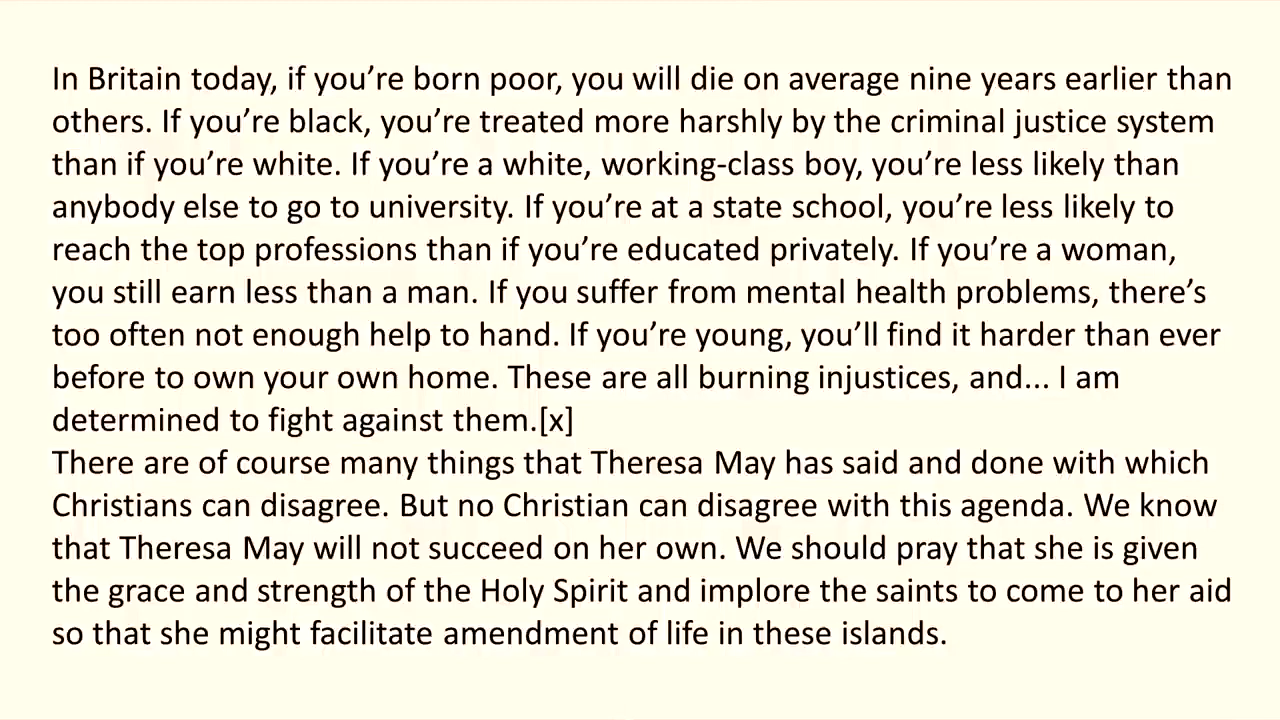 In Britain today, if you’re born poor, you will die on average nine years earlier than
others. If you’re black, you’re treated more harshly by the criminal justice system
than if you’re white. If you’re a white, working-class boy, you’re less likely than
anybody else to go to university. If you’re at a state school, you’re less likely to
reach the top professions than if you’re educated privately. If you’re a woman,
you still earn less than a man. If you suffer from mental health problems, there’s
too often not enough help to hand. If you’re young, you’ll find it harder than ever
before to own your own home. These are all burning injustices, and... I am
determined to fight against them.[x]
There are of course many things that Theresa May has said and done with which
Christians can disagree. But no Christian can disagree with this agenda. We know
that Theresa May will not succeed on her own. We should pray that she is given
the grace and strength of the Holy Spirit and implore the saints to come to her aid
so that she might facilitate amendment of life in these islands.